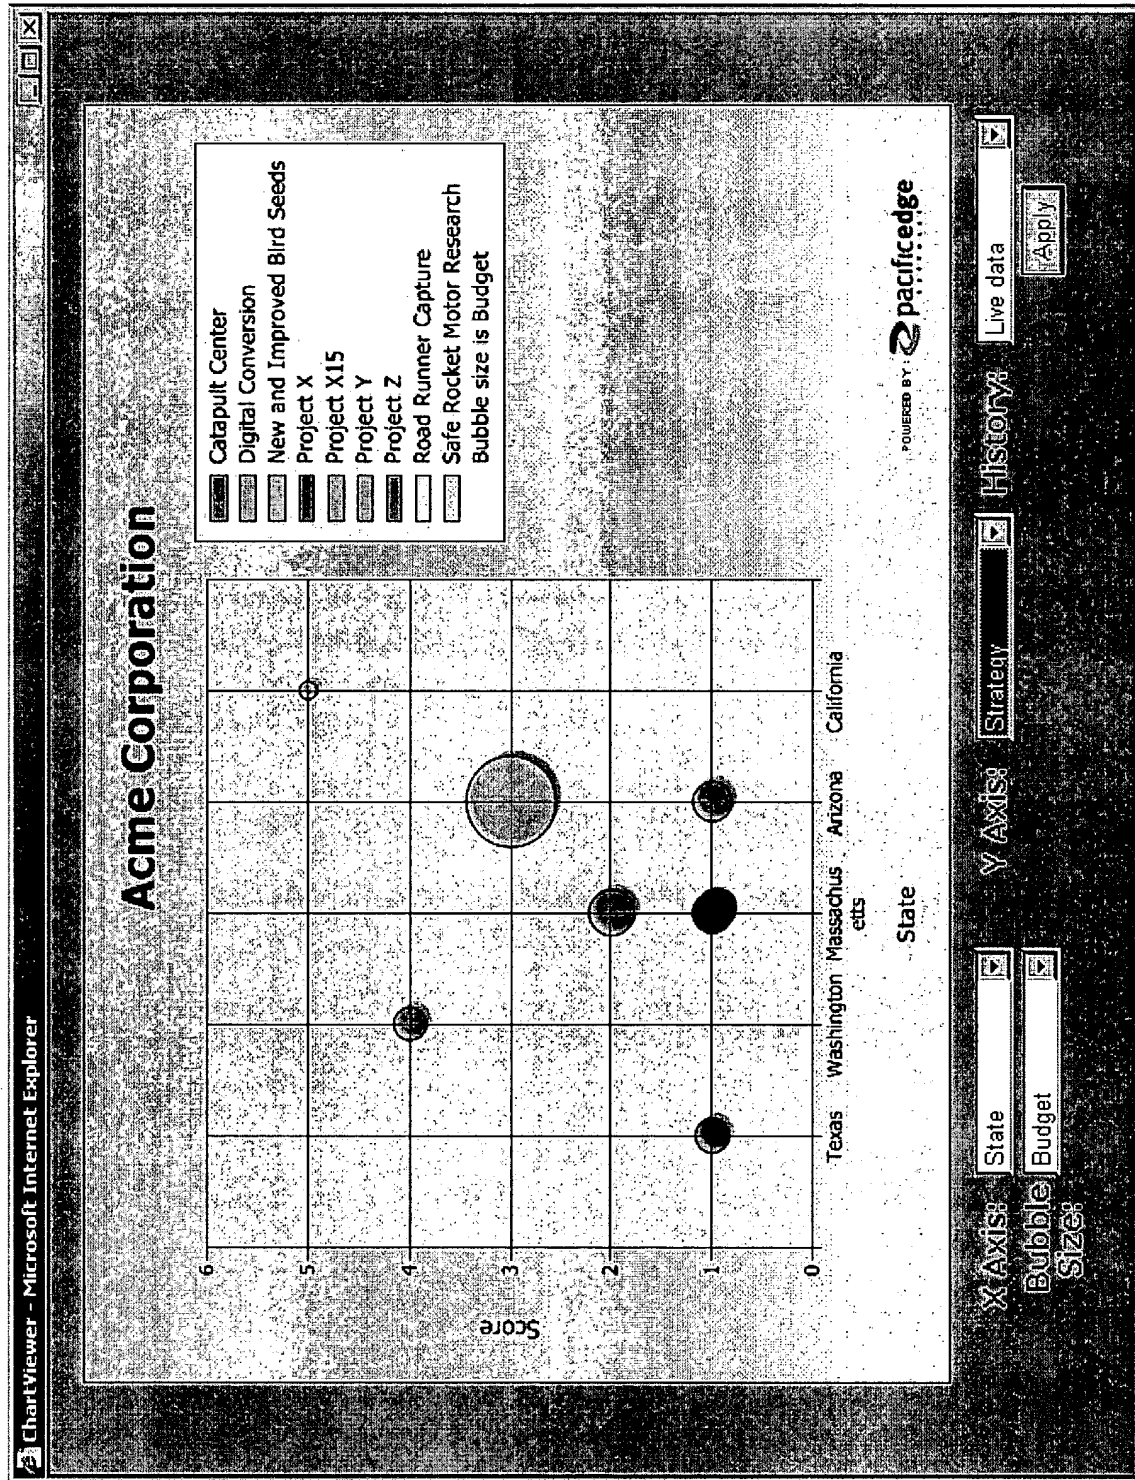 ChartViewer - Microsoft Internet Explorer
Acme Corporation
Catapult Center
Digital Conversion
New and Improved Bird Seeds
Project X
Project X15
Project Y
Project Z
Road Runner Capture
Safe Rocket Motor Research
Bubble size is Budget
6
5
4
3
2
1
0
Score
Texas Washington Massachus Arizona California
etts
State
POWERED BY: pacificedge
X Axis: State Y Axis: Strategy History: Live data
Bubble Budget Apply
Size: